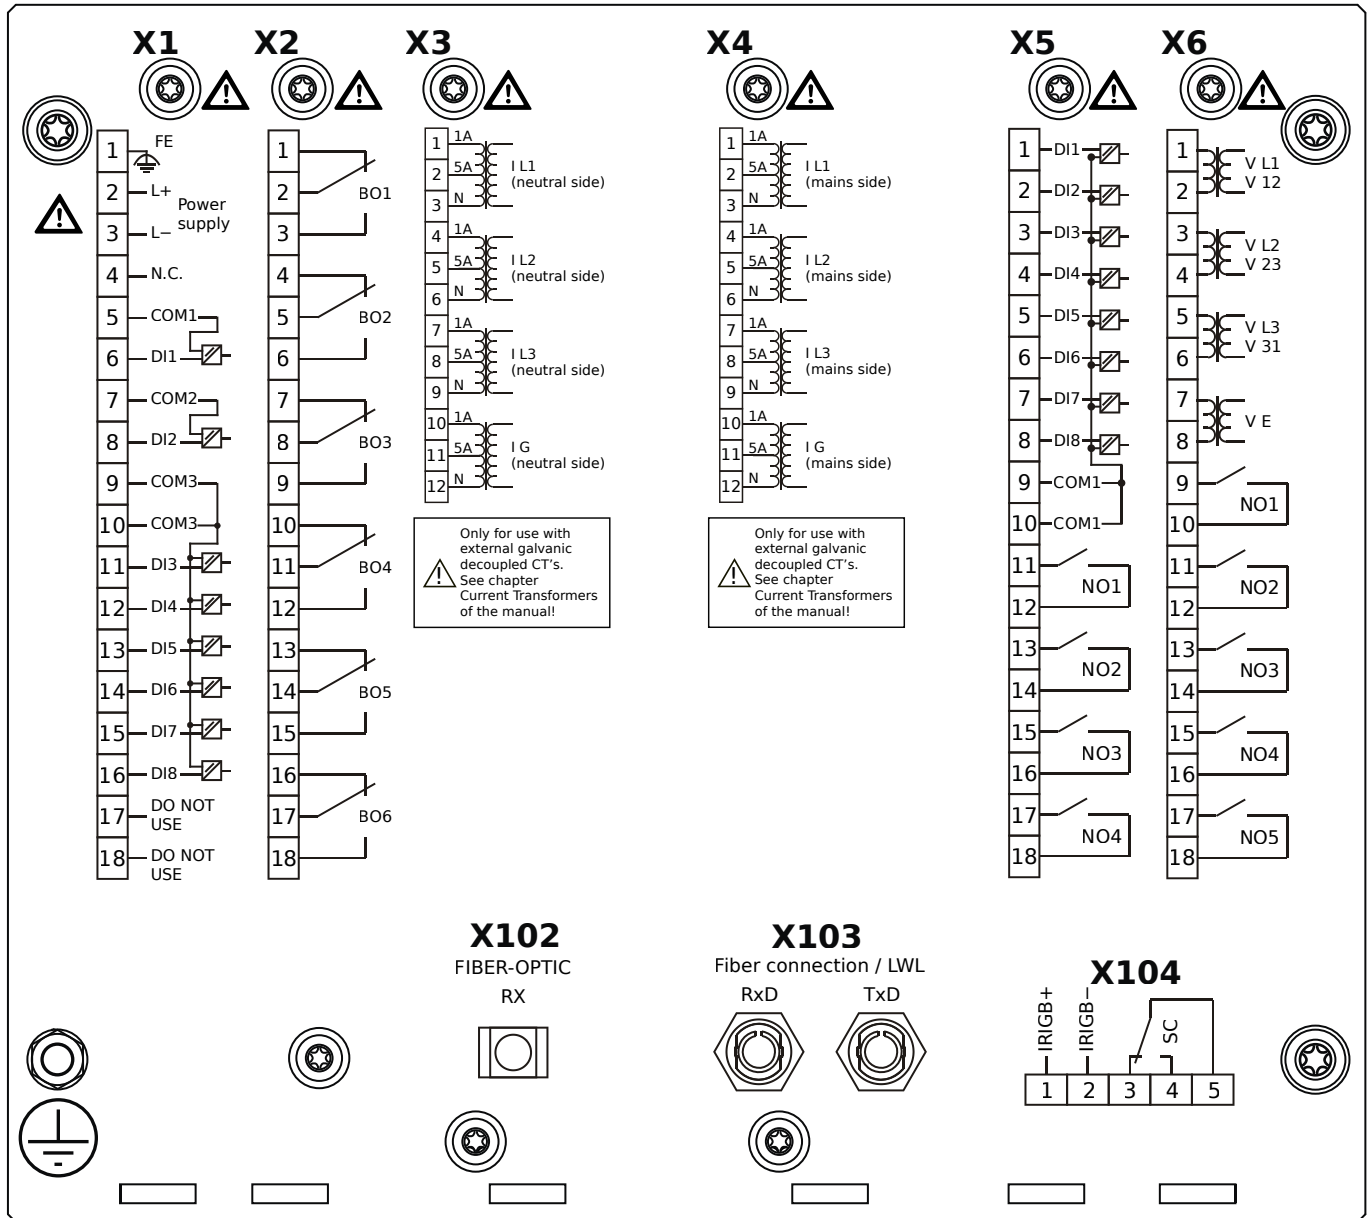 X1
X2
X3
X4
X5
X6
1 FE
2 L+
Power
supply
3 L−
4 N.C.
5 COM1
6 DI1
7 COM2
8 DI2
9 COM3
10 COM3
11 DI3
12 DI4
13 DI5
14 DI6
15 DI7
16 DI8
17 DO NOT
USE
18 DO NOT
USE
1
2 BO1
3
4
5 BO2
6
7
8 BO3
9
10
11 BO4
12
13
14 BO5
15
16
17 BO6
18
1 1A
2 5A I L1
(neutral side)
3 N
4 1A
5 5A I L2
(neutral side)
6 N
7 1A
8 5A I L3
(neutral side)
9 N
10 1A
11 5A I G
(neutral side)
12 N
Only for use with
external galvanic
decoupled CT's.
See chapter
Current Transformers
of the manual!
1 1A
2 5A I L1
(mains side)
3 N
4 1A
5 5A I L2
(mains side)
6 N
7 1A
8 5A I L3
(mains side)
9 N
10 1A
11 5A I G
(mains side)
12 N
Only for use with
external galvanic
decoupled CT's.
See chapter
Current Transformers
of the manual!
1 DI1
2 DI2
3 DI3
4 DI4
5 DI5
6 DI6
7 DI7
8 DI8
9 COM1
10 COM1
11
NO1
12
13
NO2
14
15
NO3
16
17
NO4
18
1 V L1
2 V 12
3 V L2
4 V 23
5 V L3
6 V 31
7
V E
8
9
NO1
10
11
NO2
12
13
NO3
14
15
NO4
16
17
NO5
18
X102
FIBER-OPTIC
RX
X103
Fiber connection / LWL
RxD TxD
X104
IRIGB+
IRIGB−
SC
1 2 3 4 5